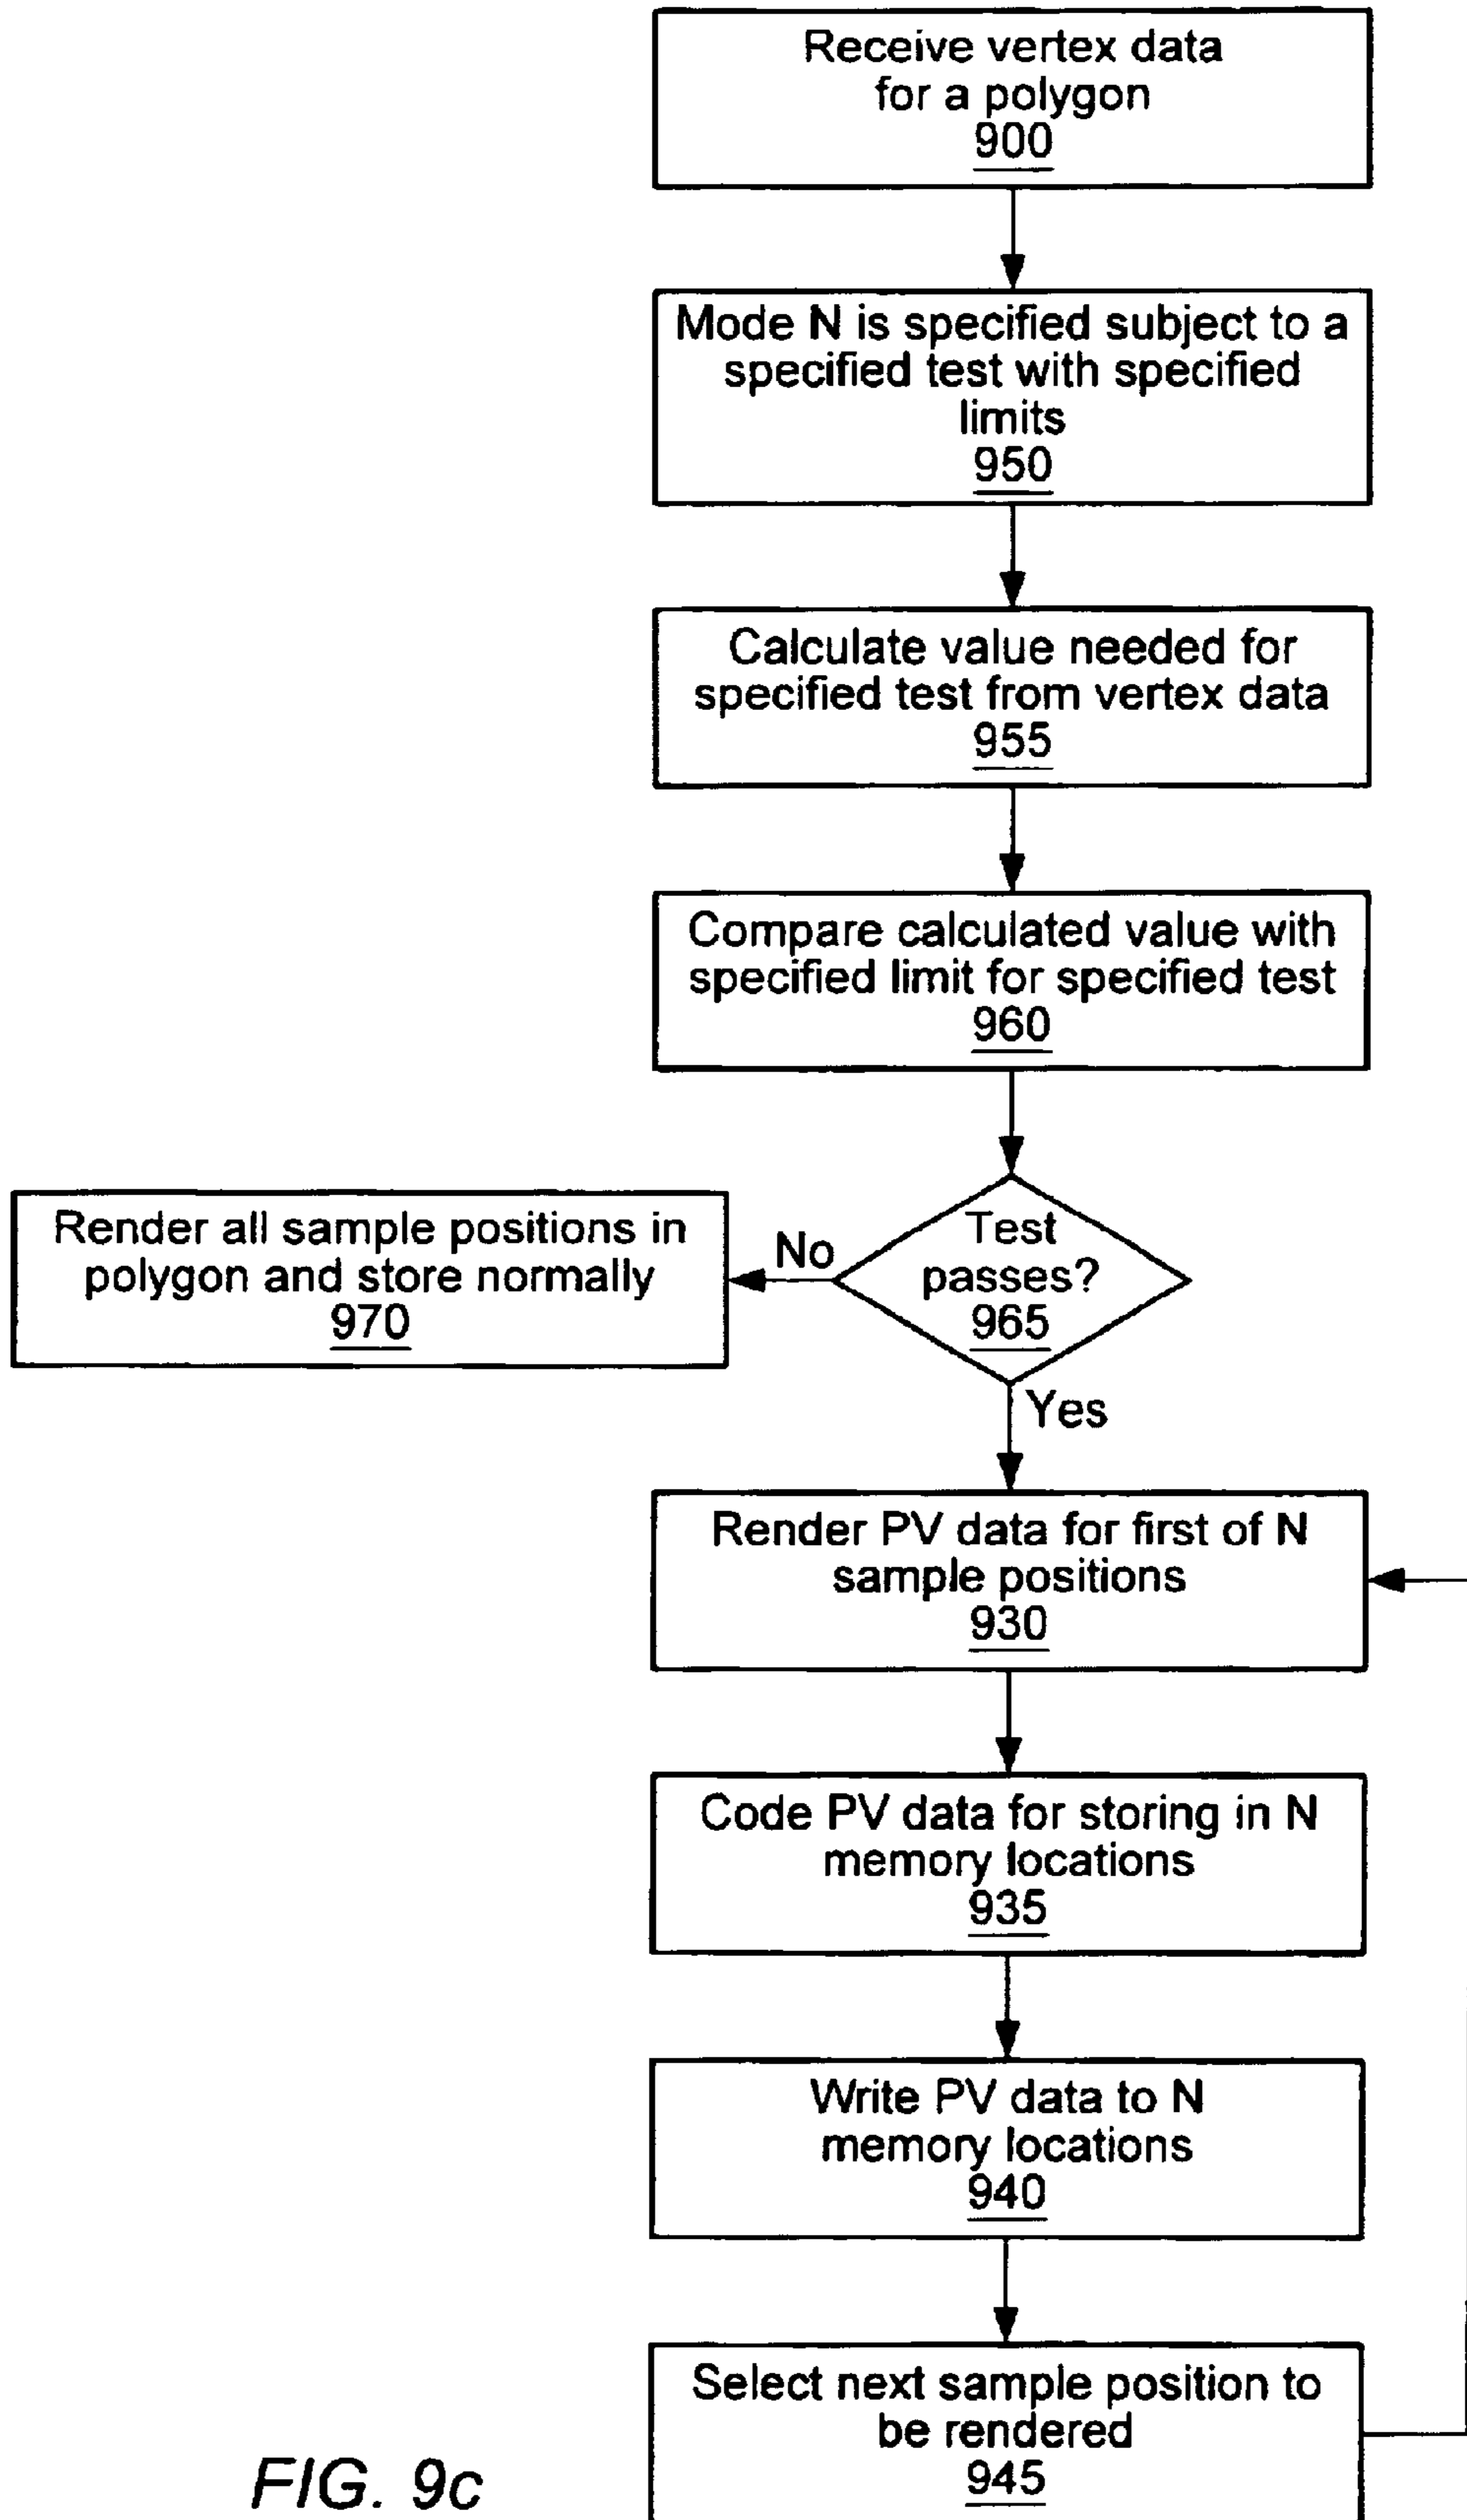 Receive vertex data
for a polygon
900
Mode N is specified subject to a
specified test with specified
limits
950
Calculate value needed for
specified test from vertex data
955
Compare calculated value with
specified limit for specified test
960
Render all sample positions in
polygon and store normally
970
No
Test
passes?
965
Yes
Render PV data for first of N
sample positions
930
Code PV data for storing in N
memory locations
935
Write PV data to N
memory locations
940
Select next sample position to
be rendered
945
FIG. 9c